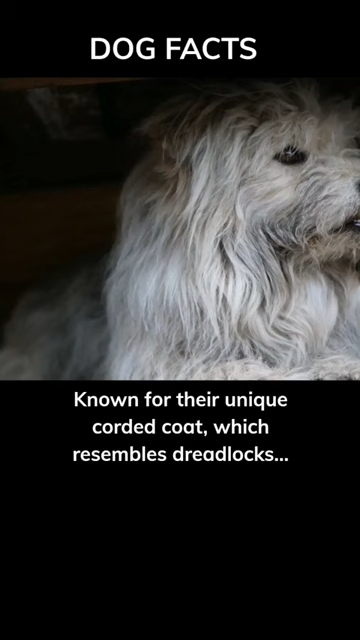 DOG FACTS
Known for their unique
corded coat, which
resembles dreadlocks...